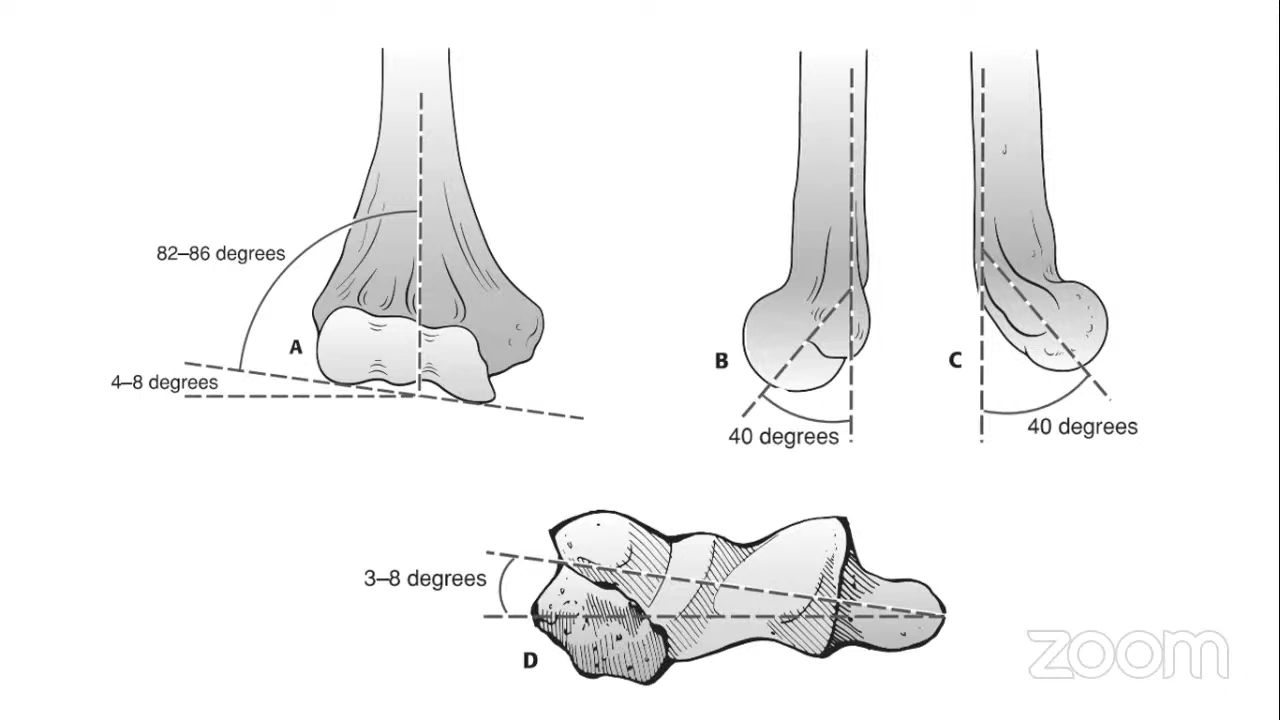 82–86 degrees
A
4–8 degrees
B
40 degrees
C
40 degrees
3–8 degrees
D
zoom